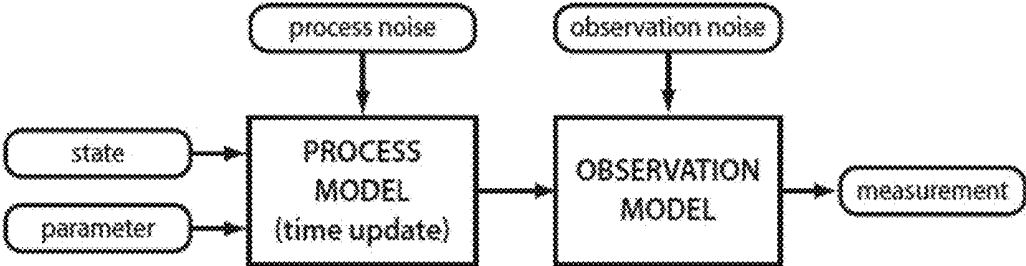 process noise
observation noise
state
parameter
PROCESS
MODEL
(time update)
OBSERVATION
MODEL
measurement